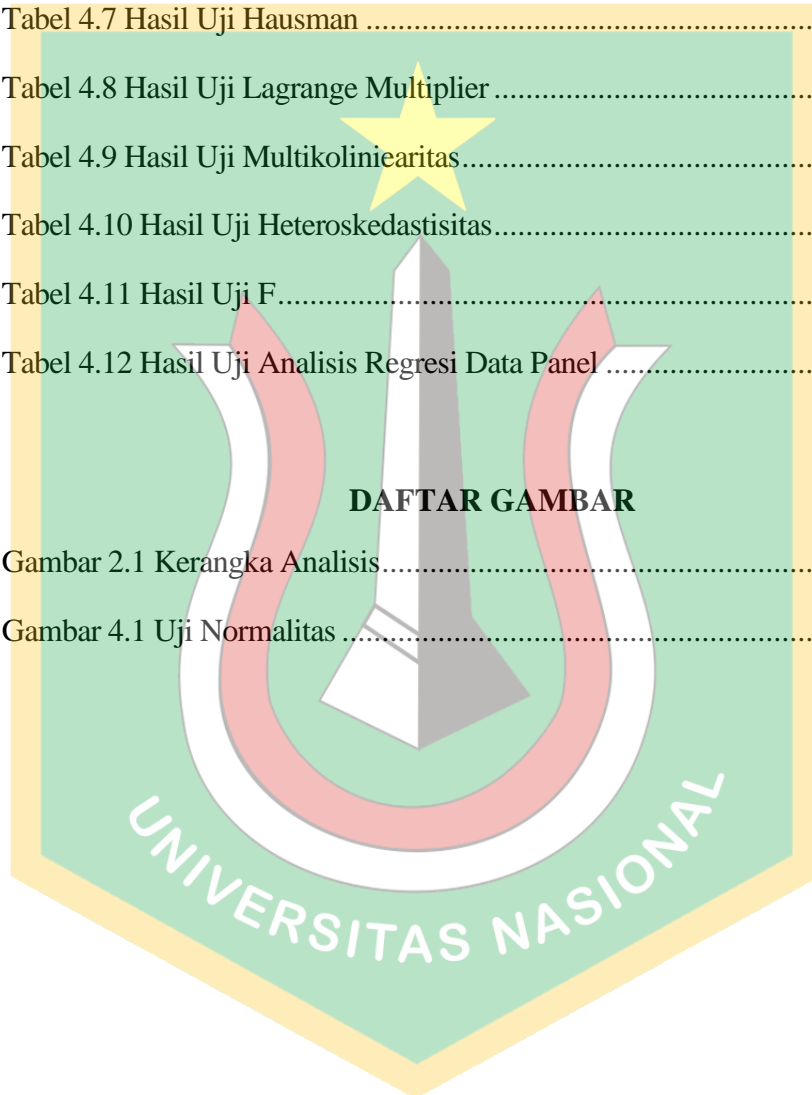 Tabel 4.7 Hasil Uji Hausman ........................................................
Tabel 4.8 Hasil Uji Lagrange Multiplier ........................................
Tabel 4.9 Hasil Uji Multikoliniearitas............................................
Tabel 4.10 Hasil Uji Heteroskedastisitas........................................
Tabel 4.11 Hasil Uji F....................................................................
Tabel 4.12 Hasil Uji Analisis Regresi Data Panel ..........................
DAFTAR GAMBAR
Gambar 2.1 Kerangka Analisis.......................................................
Gambar 4.1 Uji Normalitas ............................................................
UNIVERSITAS NASIONAL